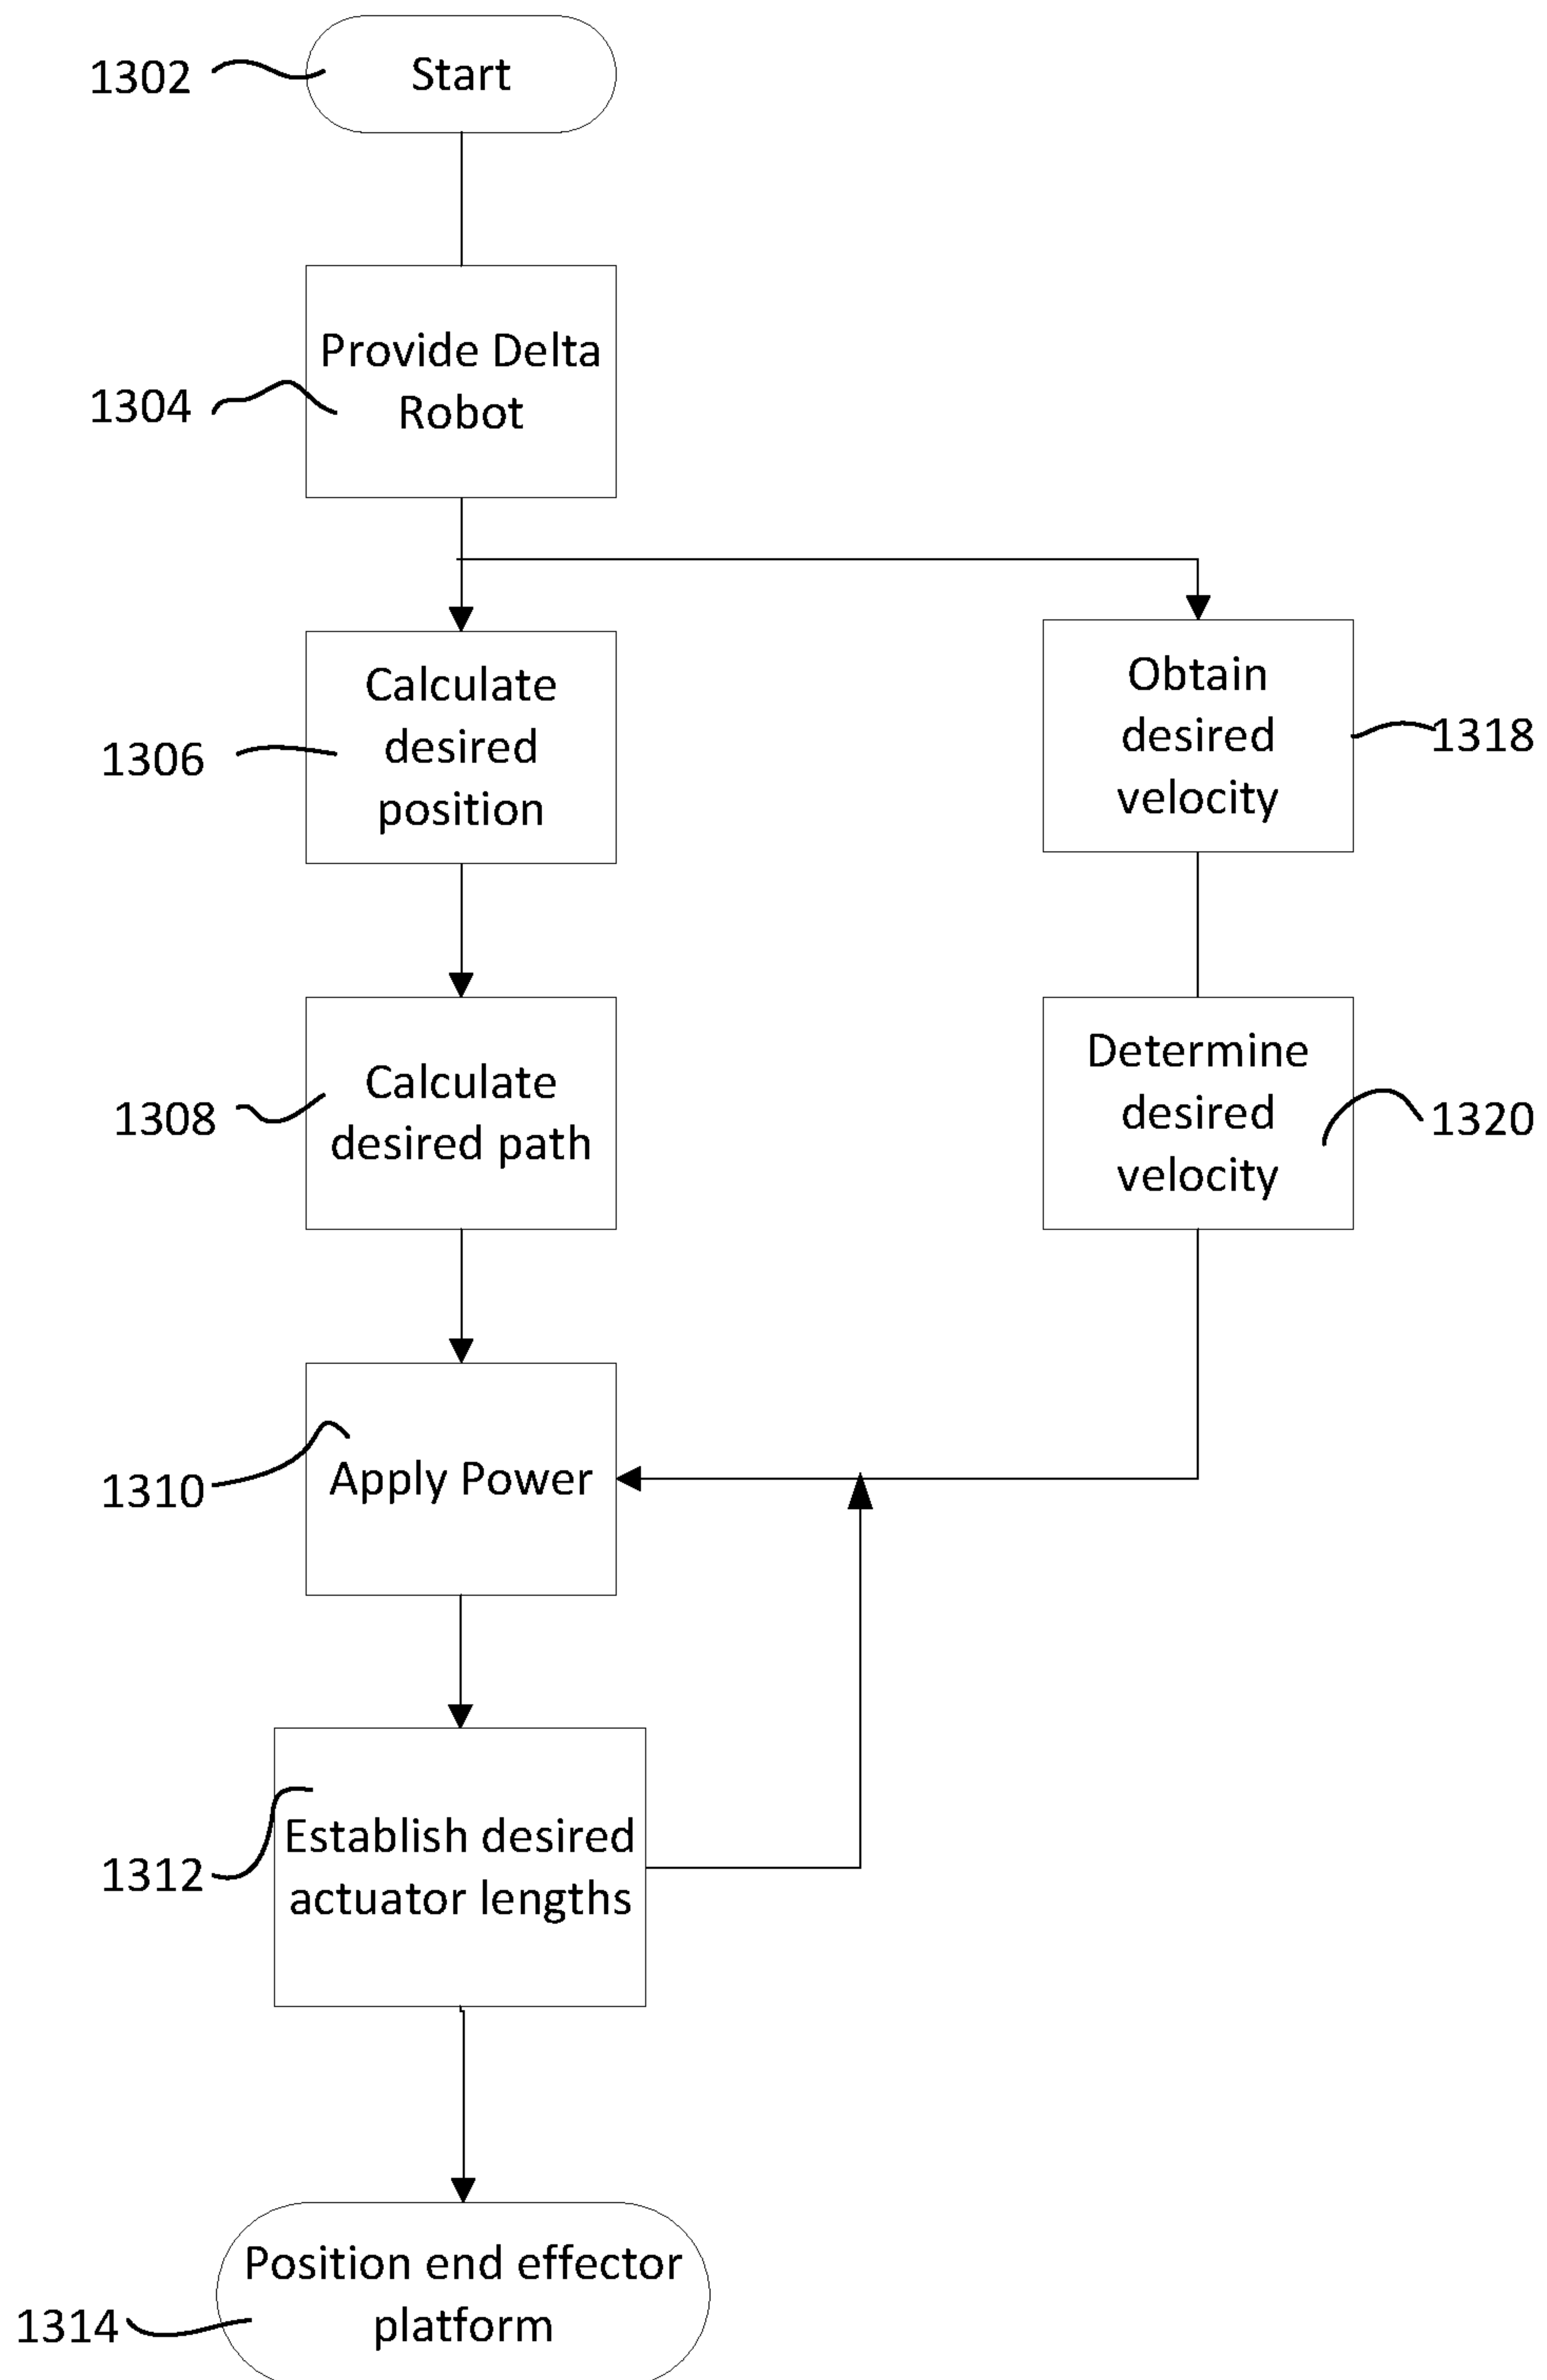 1302
Start
Provide Delta
Robot
1304
Calculate
desired
position
1306
Obtain
desired
velocity
1318
Calculate
desired path
1308
Determine
desired
velocity
1320
Apply Power
1310
Establish desired
actuator lengths
1312
Position end effector
platform
1314